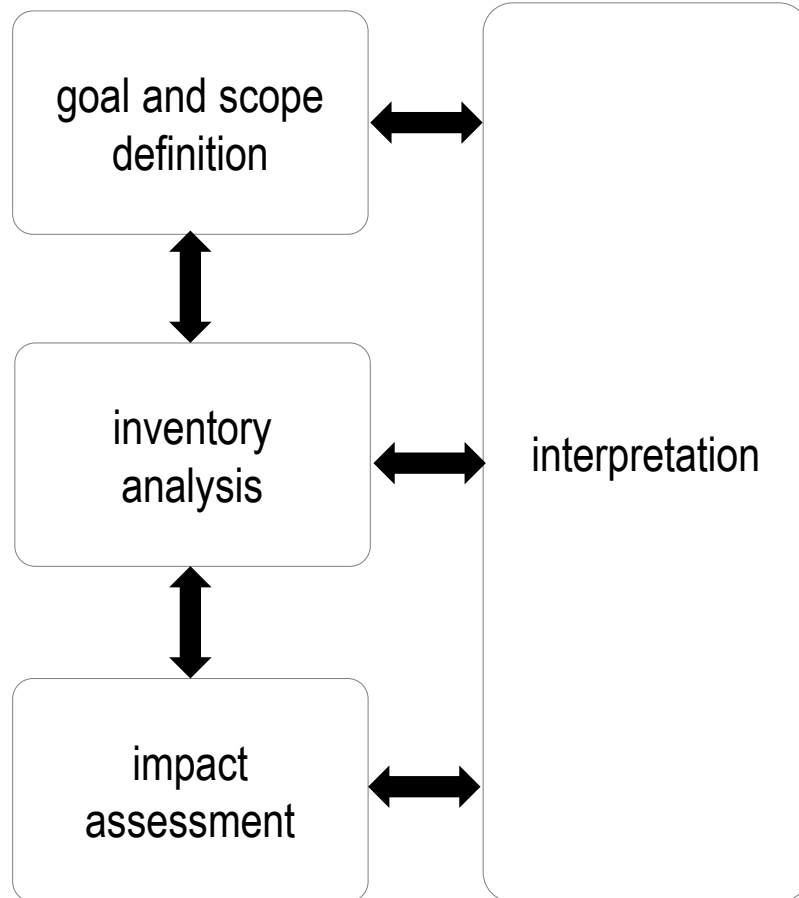 goal and scope
definition
inventory
analysis
interpretation
impact
assessment